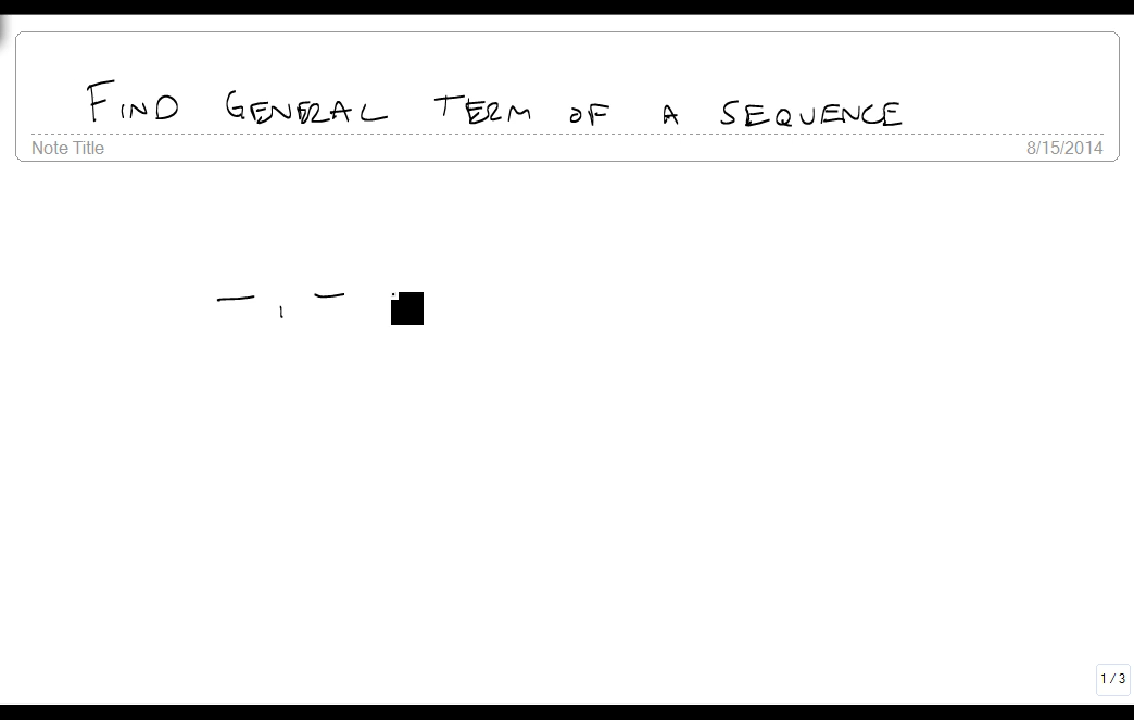 FIND GENERAL TERM OF A SEQUENCE
Note Title 8/15/2014
— , —
1/3